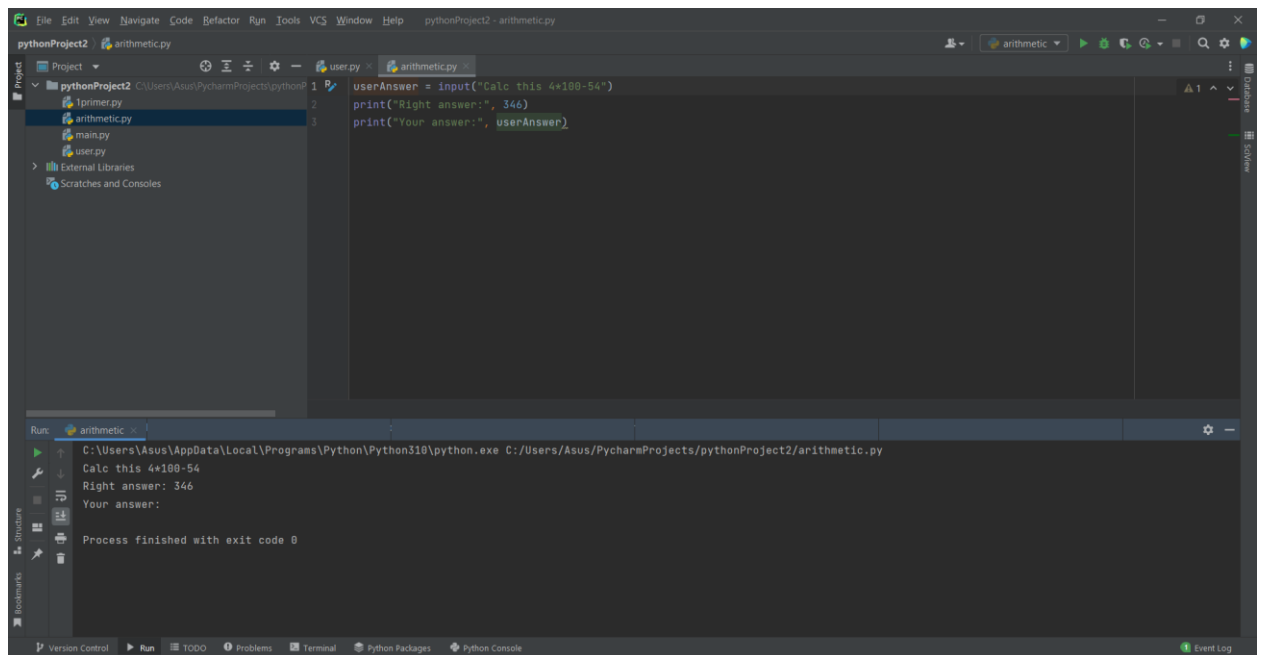 File Edit View Navigate Code Refactor Run Tools VCS Window Help pythonProject2 - arithmetic.py
pythonProject2 arithmetic.py arithmetic
Project
Project user.py arithmetic.py
pythonProject2 C:\Users\Asus\PycharmProjects\pythonP
1primer.py
arithmetic.py
main.py
user.py
External Libraries
Scratches and Consoles
1 userAnswer = input("Calc this 4*100-54")
2 print("Right answer:", 346)
3 print("Your answer:", userAnswer)
1
Database
SciView
Run: arithmetic
C:\Users\Asus\AppData\Local\Programs\Python\Python310\python.exe C:/Users/Asus/PycharmProjects/pythonProject2/arithmetic.py
Calc this 4*100-54
Right answer: 346
Your answer:
Process finished with exit code 0
Structure
Bookmarks
Version Control Run TODO Problems Terminal Python Packages Python Console 1 Event Log